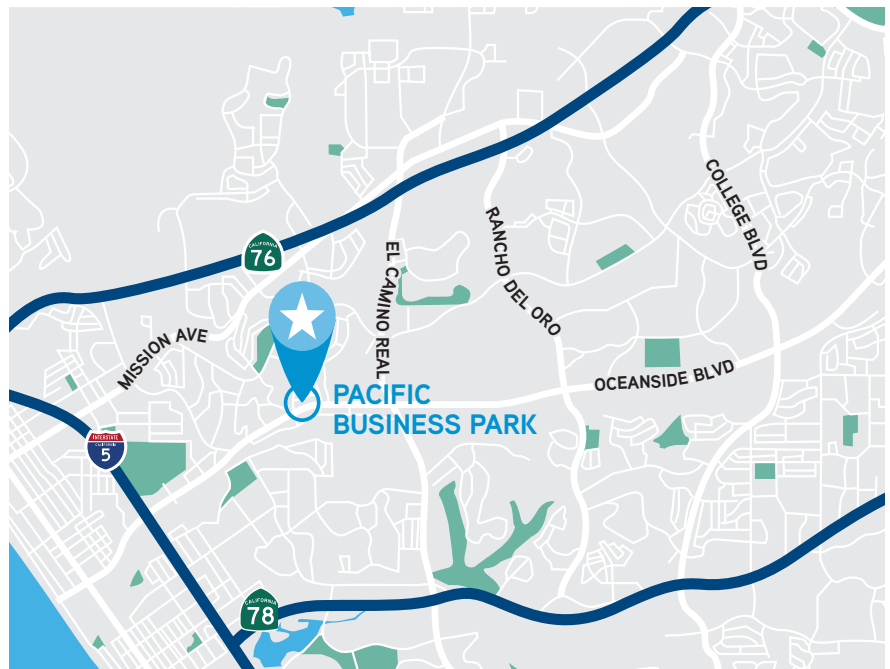 COLLEGE BLVD
RANCHO DEL ORO
CALIFORNIA
76
EL CAMINO REAL
MISSION AVE
OCEANSIDE BLVD
PACIFIC
BUSINESS PARK
INTERSTATE
CALIFORNIA
5
CALIFORNIA
78